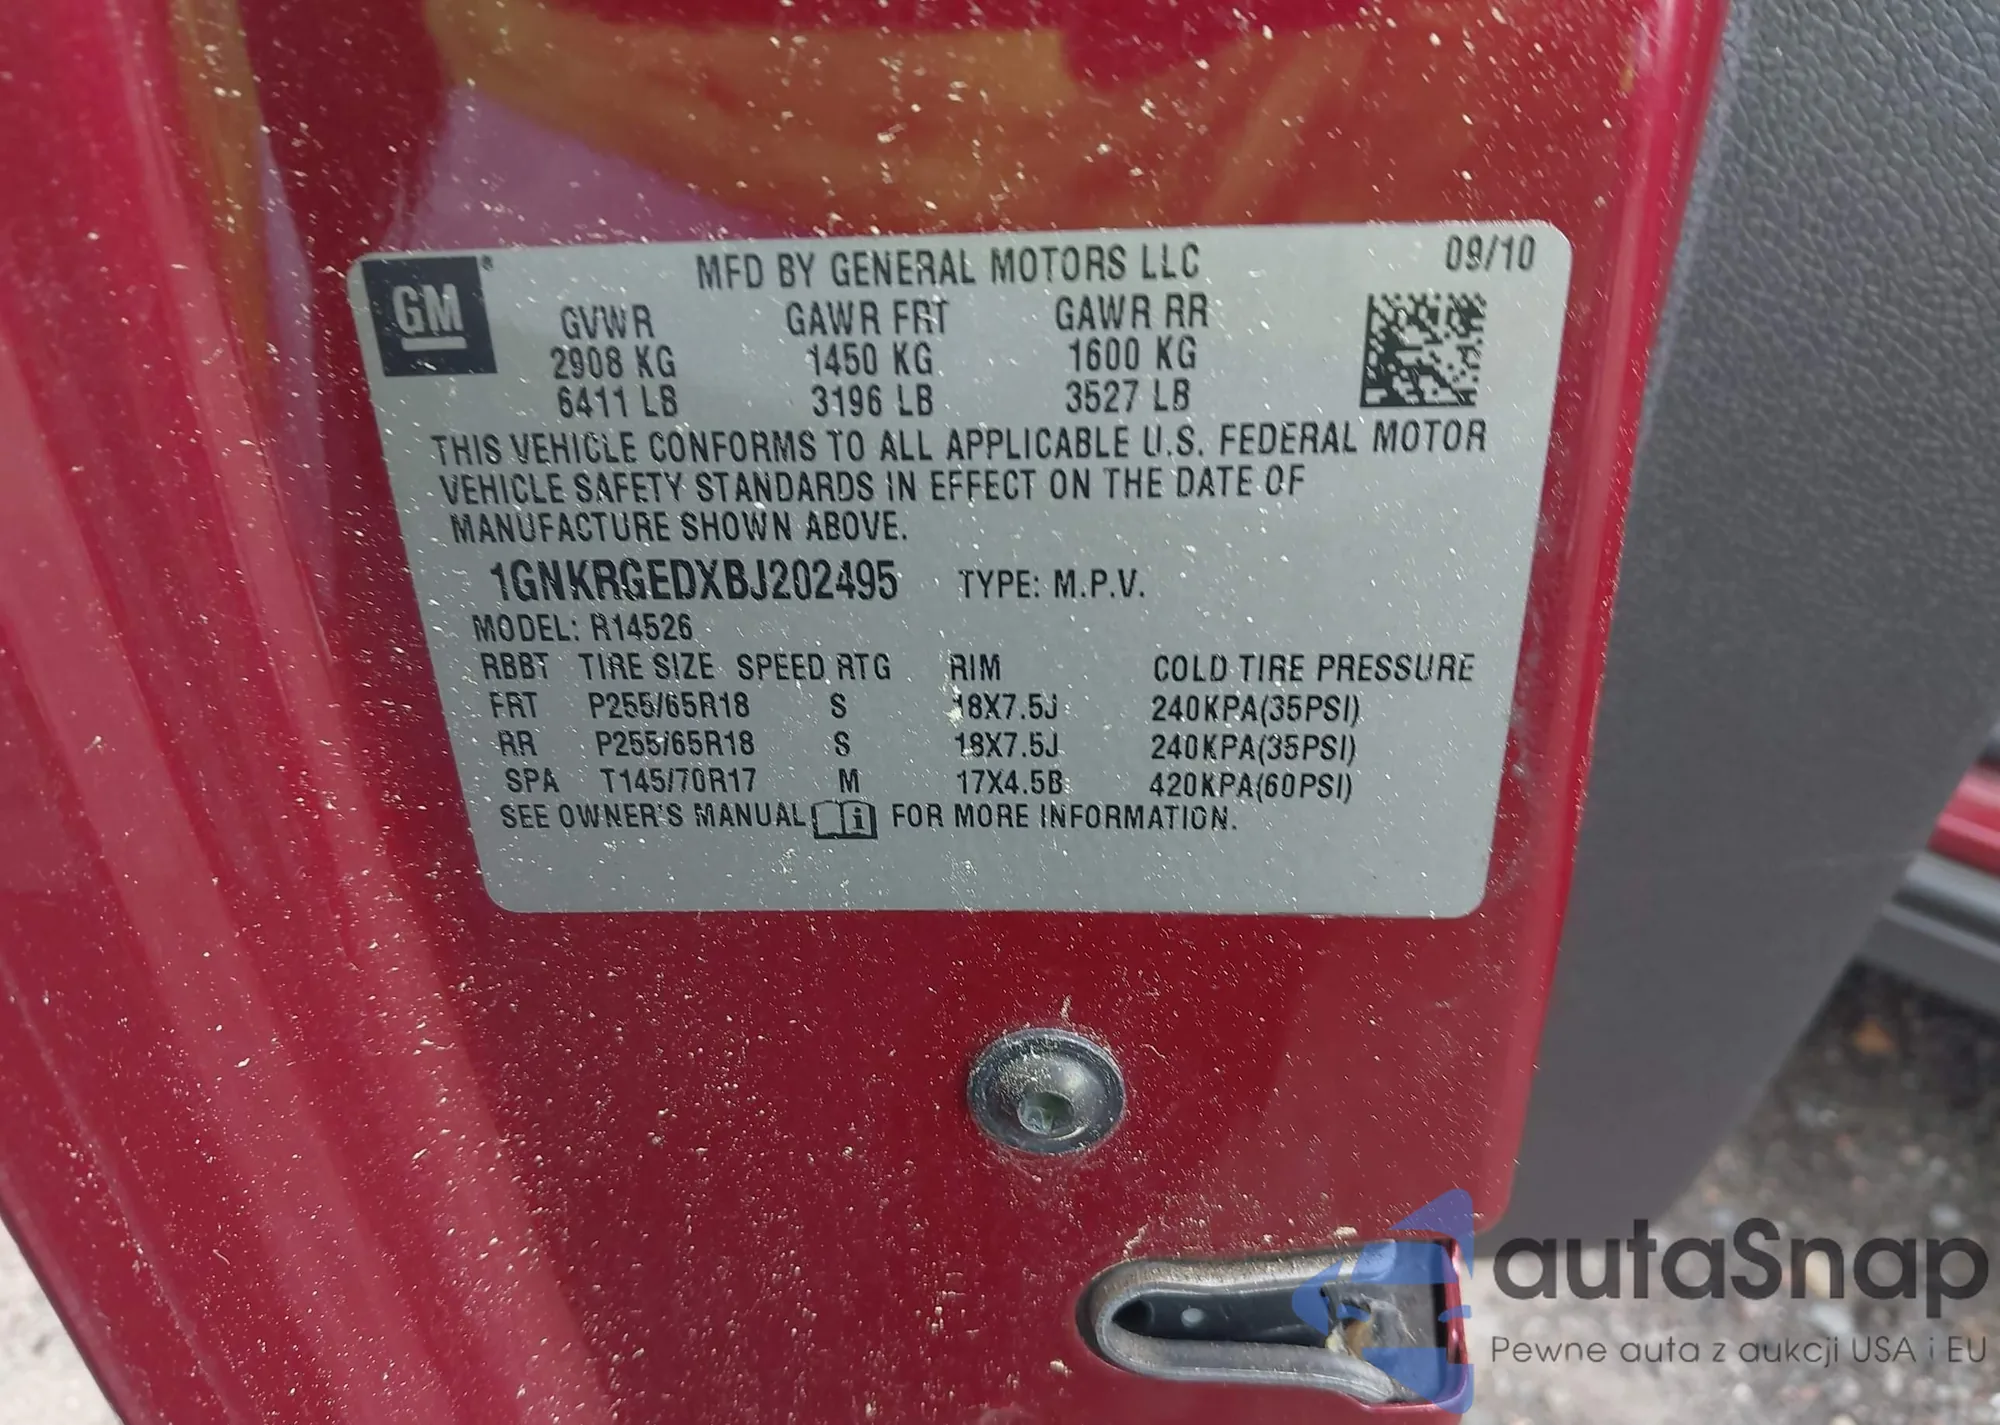 GM®
MFD BY GENERAL MOTORS LLC 09/10
GVWR GAWR FRT GAWR RR
2908 KG 1450 KG 1600 KG
6411 LB 3196 LB 3527 LB
THIS VEHICLE CONFORMS TO ALL APPLICABLE U.S. FEDERAL MOTOR
VEHICLE SAFETY STANDARDS IN EFFECT ON THE DATE OF
MANUFACTURE SHOWN ABOVE.
1GNKRGEDXBJ202495 TYPE: M.P.V.
MODEL: R14526
RBBT TIRE SIZE SPEED RTG RIM COLD TIRE PRESSURE
FRT P255/65R18 S 18X7.5J 240KPA(35PSI)
RR P255/65R18 S 18X7.5J 240KPA(35PSI)
SPA T145/70R17 M 17X4.5B 420KPA(60PSI)
SEE OWNER'S MANUAL i FOR MORE INFORMATION.
autaSnap
Pewne auta z aukcji USA i EU